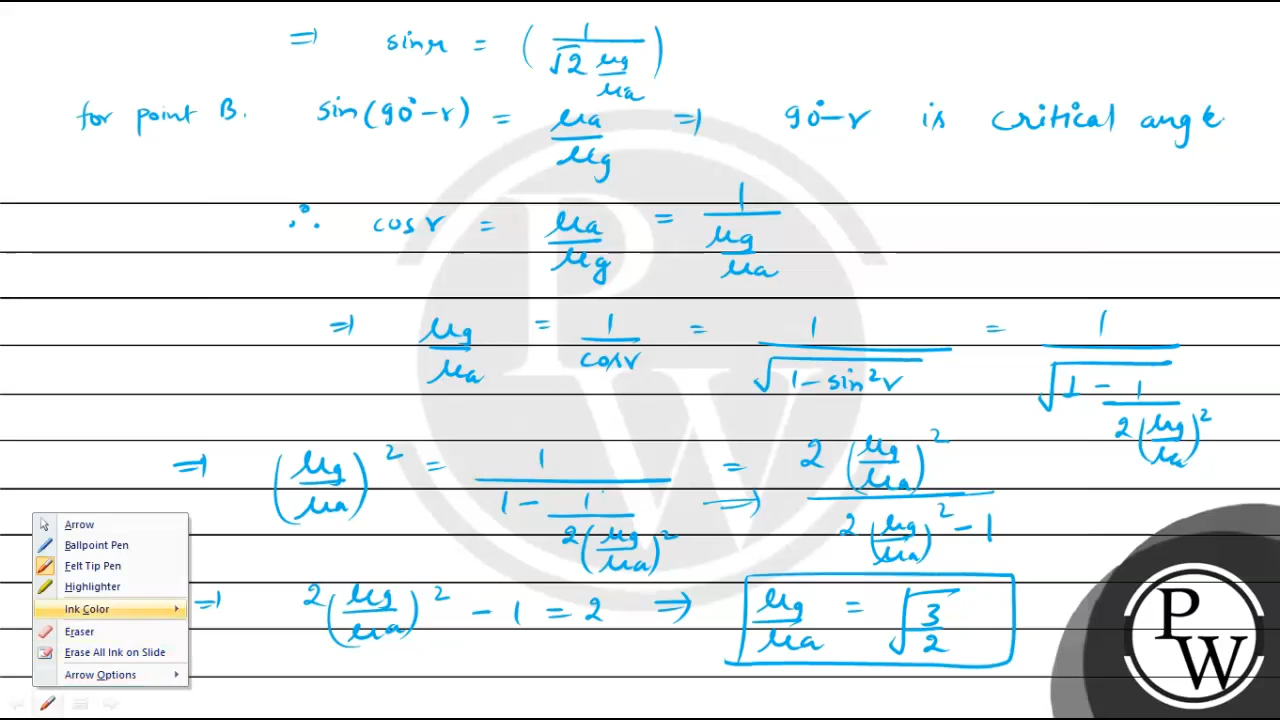 ⇒ sin r = (1/(√2 μg/μa))
for point B. sin(90°-r) = μa/μg ⇒ 90°-r is critical angle
∴ cos r = μa/μg = 1/(μg/μa)
⇒ μg/μa = 1/cosr = 1/√(1-sin²r) = 1/√(1 - 1/(2(μg/μa)²))
⇒ (μg/μa)² = 1/(1 - 1/(2(μg/μa)²)) = ⇒ 2(μg/μa)²/(2(μg/μa)² - 1)
⇒ 2(μg/μa)² - 1 = 2 ⇒ μg/μa = √(3/2)
Arrow
Ballpoint Pen
Felt Tip Pen
Highlighter
Ink Color
Eraser
Erase All Ink on Slide
Arrow Options
P
W
P
W